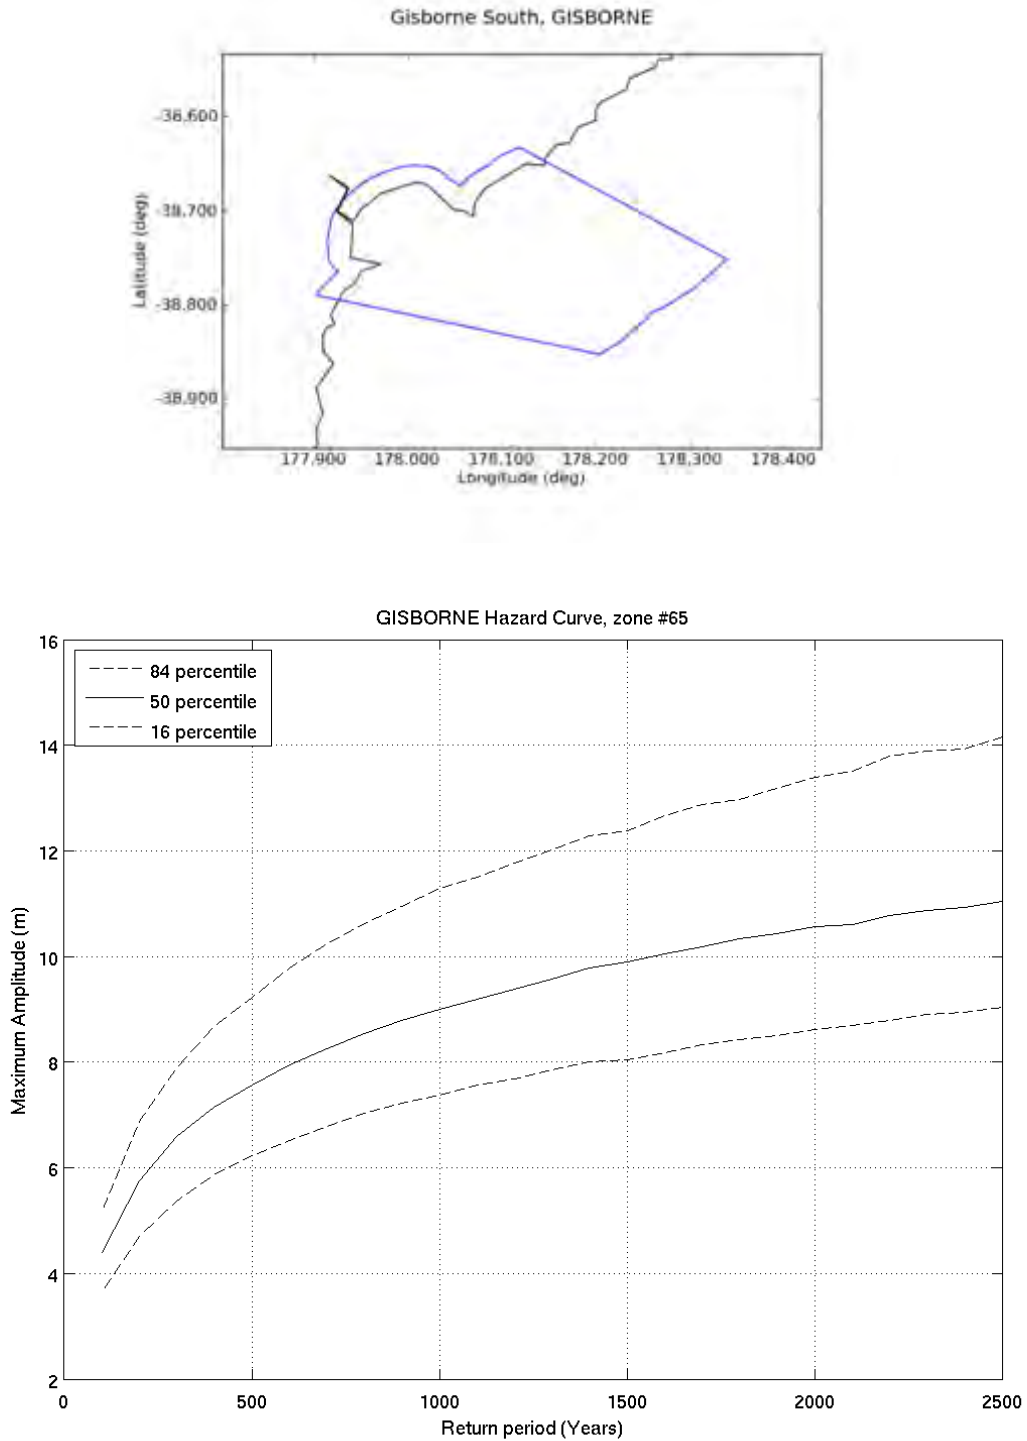 Gisborne South, GISBORNE
-38.600
-38.700
-38.800
-38.900
Latitude (deg)
177.900 178.000 178.100 178.200 178.300 178.400
Longitude (deg)
GISBORNE Hazard Curve, zone #65
84 percentile
50 percentile
16 percentile
16
14
12
10
8
6
4
2
Maximum Amplitude (m)
0 500 1000 1500 2000 2500
Return period (Years)